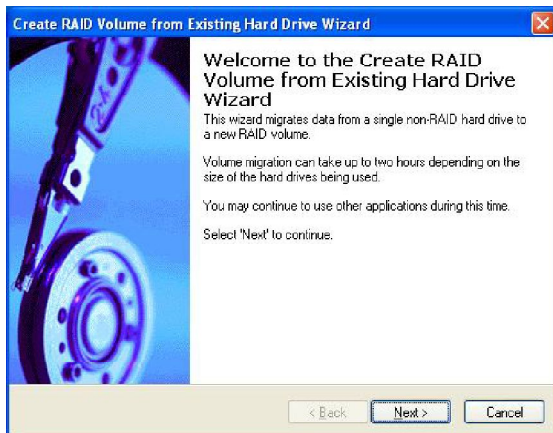 Create RAID Volume from Existing Hard Drive Wizard
Welcome to the Create RAID
Volume from Existing Hard Drive
Wizard
This wizard migrates data from a single non-RAID hard drive to
a new RAID volume.
Volume migration can take up to two hours depending on the
size of the hard drives being used.
You may continue to use other applications during this time.
Select 'Next' to continue.
< Back
Next >
Cancel